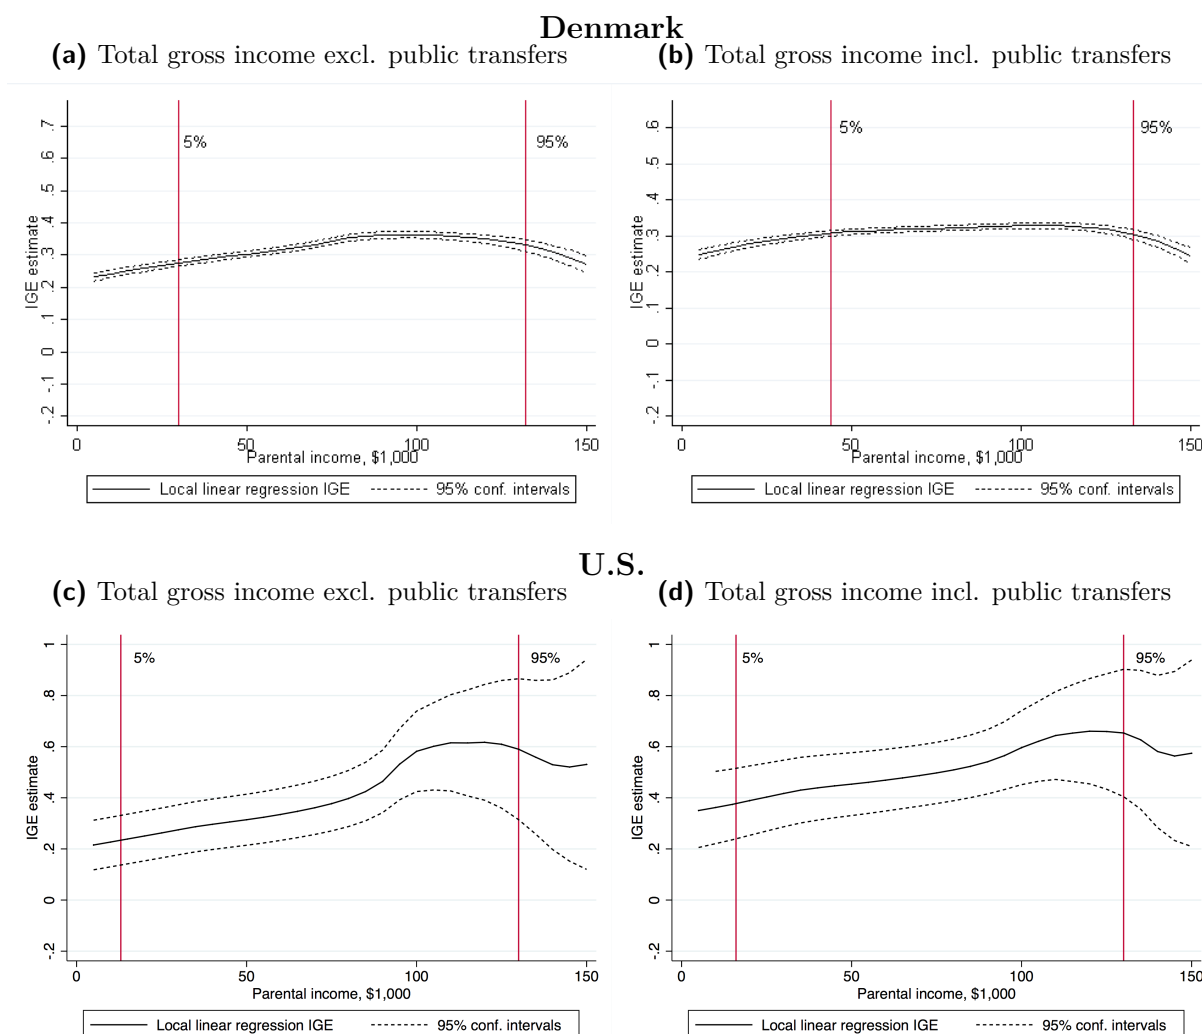 Denmark
(a) Total gross income excl. public transfers
IGE estimate
-.2 -.1 0 .1 .2 .3 .4 .5 .6 .7
5%
95%
0 50 100 150
Parental income, $1,000
Local linear regression IGE 95% conf. intervals
(b) Total gross income incl. public transfers
IGE estimate
-.2 -.1 0 .1 .2 .3 .4 .5 .6
5%
95%
0 50 100 150
Parental income, $1,000
Local linear regression IGE 95% conf. intervals
U.S.
(c) Total gross income excl. public transfers
IGE estimate
-.2 0 .2 .4 .6 .8 1
5%
95%
0 50 100 150
Parental income, $1,000
Local linear regression IGE 95% conf. intervals
(d) Total gross income incl. public transfers
IGE estimate
-.2 0 .2 .4 .6 .8 1
5%
95%
0 50 100 150
Parental income, $1,000
Local linear regression IGE 95% conf. intervals